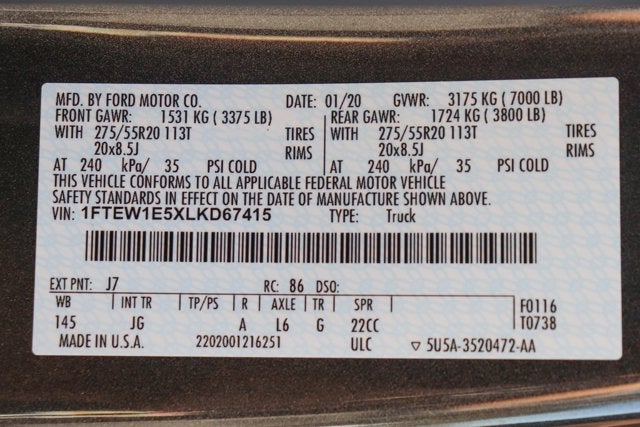 MFD. BY FORD MOTOR CO. DATE: 01/20 GVWR: 3175 KG ( 7000 LB)
FRONT GAWR: 1531 KG ( 3375 LB) REAR GAWR: 1724 KG ( 3800 LB)
WITH 275/55R20 113T TIRES WITH 275/55R20 113T TIRES
20x8.5J RIMS 20x8.5J RIMS
AT 240 kPa/ 35 PSI COLD AT 240 kPa/ 35 PSI COLD
THIS VEHICLE CONFORMS TO ALL APPLICABLE FEDERAL MOTOR VEHICLE
SAFETY STANDARDS IN EFFECT ON THE DATE OF MANUFACTURE SHOWN ABOVE.
VIN: 1FTEW1E5XLKD67415 TYPE: Truck
EXT PNT: J7 RC: 86 DSO:
WB INT TR TP/PS R AXLE TR SPR F0116
145 JG A L6 G 22CC T0738
MADE IN U.S.A. 2202001216251 ULC ▽ 5U5A-3520472-AA